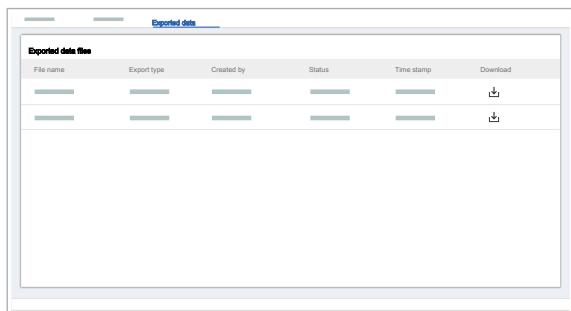 Exported data
Exported data files
File name Export type Created by Status Time stamp Download